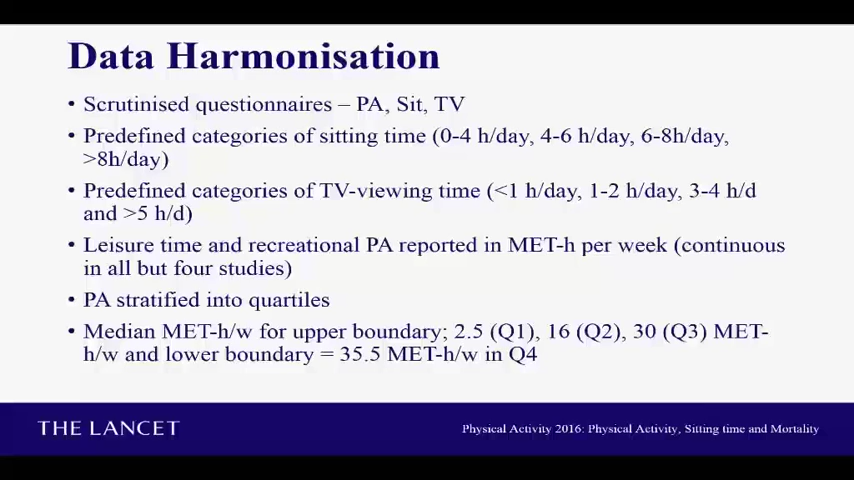 Data Harmonisation
• Scrutinised questionnaires – PA, Sit, TV
• Predefined categories of sitting time (0-4 h/day, 4-6 h/day, 6-8h/day,
>8h/day)
• Predefined categories of TV-viewing time (<1 h/day, 1-2 h/day, 3-4 h/d
and >5 h/d)
• Leisure time and recreational PA reported in MET-h per week (continuous
in all but four studies)
• PA stratified into quartiles
• Median MET-h/w for upper boundary; 2.5 (Q1), 16 (Q2), 30 (Q3) MET-
h/w and lower boundary = 35.5 MET-h/w in Q4
THE LANCET
Physical Activity 2016: Physical Activity, Sitting time and Mortality